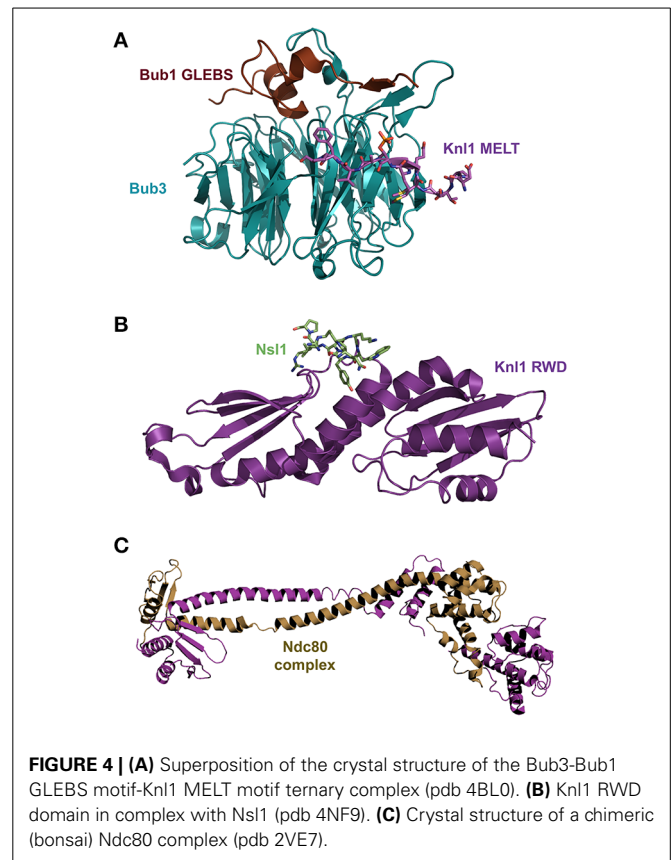 A
Bub1 GLEBS
Knl1 MELT
Bub3
B
Nsl1
Knl1 RWD
C
Ndc80
complex
FIGURE 4 | (A) Superposition of the crystal structure of the Bub3-Bub1
GLEBS motif-Knl1 MELT motif ternary complex (pdb 4BL0). (B) Knl1 RWD
domain in complex with Nsl1 (pdb 4NF9). (C) Crystal structure of a chimeric
(bonsai) Ndc80 complex (pdb 2VE7).